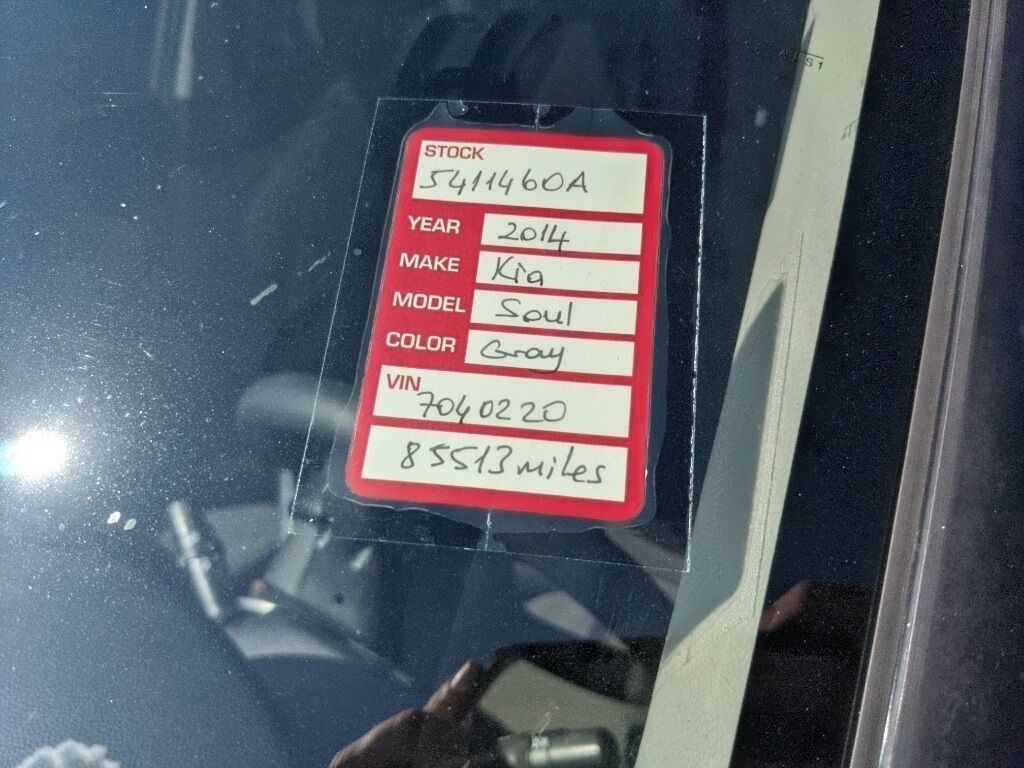 STOCK
5411460A
YEAR 2014
MAKE Kia
MODEL Soul
COLOR Gray
VIN
7040220
85513 miles